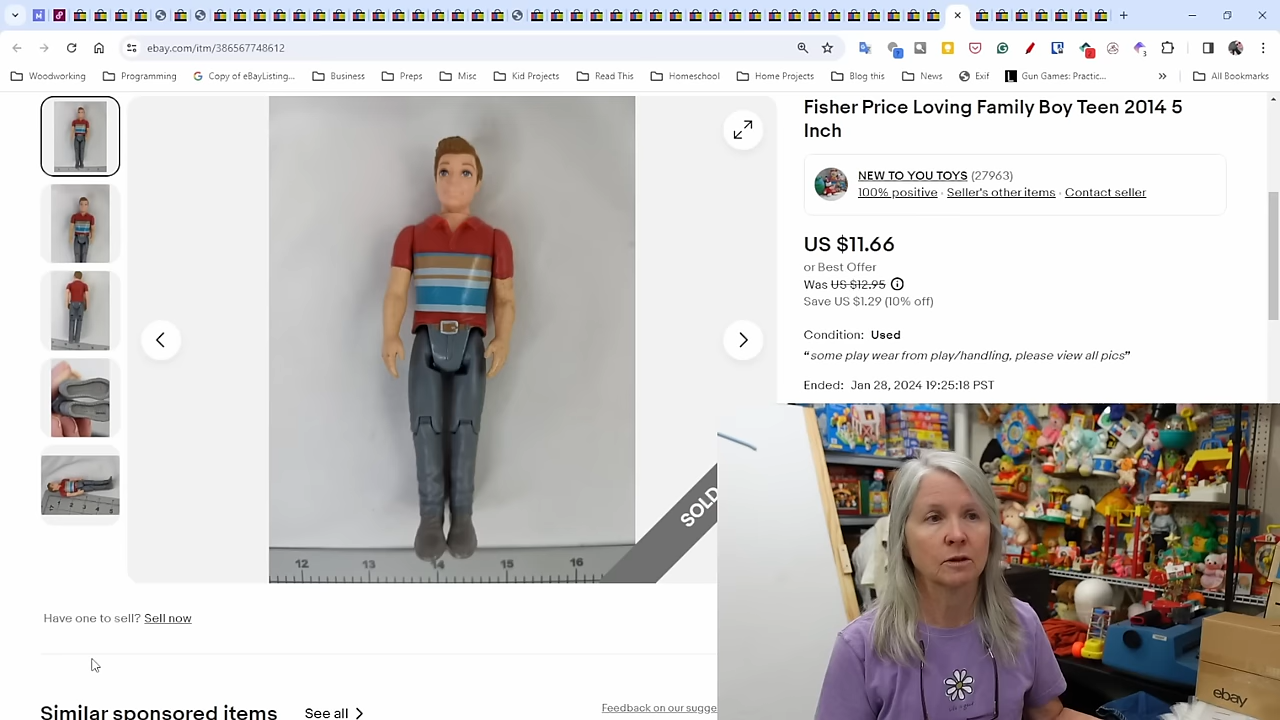 ebay.com/itm/386567748612
Woodworking
Programming
Copy of eBayListing...
Business
Preps
Misc
Kid Projects
Read This
Homeschool
Home Projects
Blog this
News
Exif
Gun Games: Practic...
All Bookmarks
Fisher Price Loving Family Boy Teen 2014 5
Inch
NEW TO YOU TOYS (27963)
100% positive · Seller's other items · Contact seller
US $11.66
or Best Offer
Was US $12.95
Save US $1.29 (10% off)
Condition: Used
“some play wear from play/handling, please view all pics”
Ended: Jan 28, 2024 19:25:18 PST
SOLD
12 13 14 15 16
Have one to sell? Sell now
Similar sponsored items See all
Feedback on our sugge
ebay